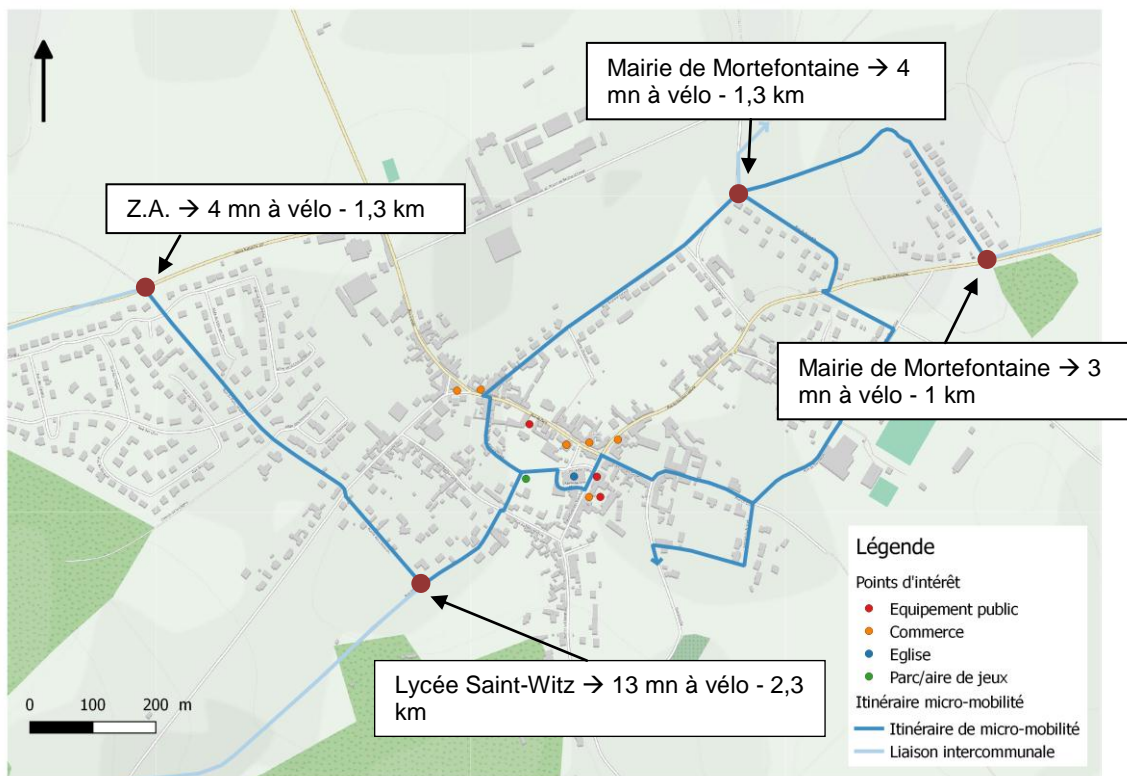 Mairie de Mortefontaine → 4
mn à vélo - 1,3 km
Z.A. → 4 mn à vélo - 1,3 km
Mairie de Mortefontaine → 3
mn à vélo - 1 km
Lycée Saint-Witz → 13 mn à vélo - 2,3
km
0 100 200 m
Légende
Points d'intérêt
Equipement public
Commerce
Eglise
Parc/aire de jeux
Itinéraire micro-mobilité
Itinéraire de micro-mobilité
Liaison intercommunale